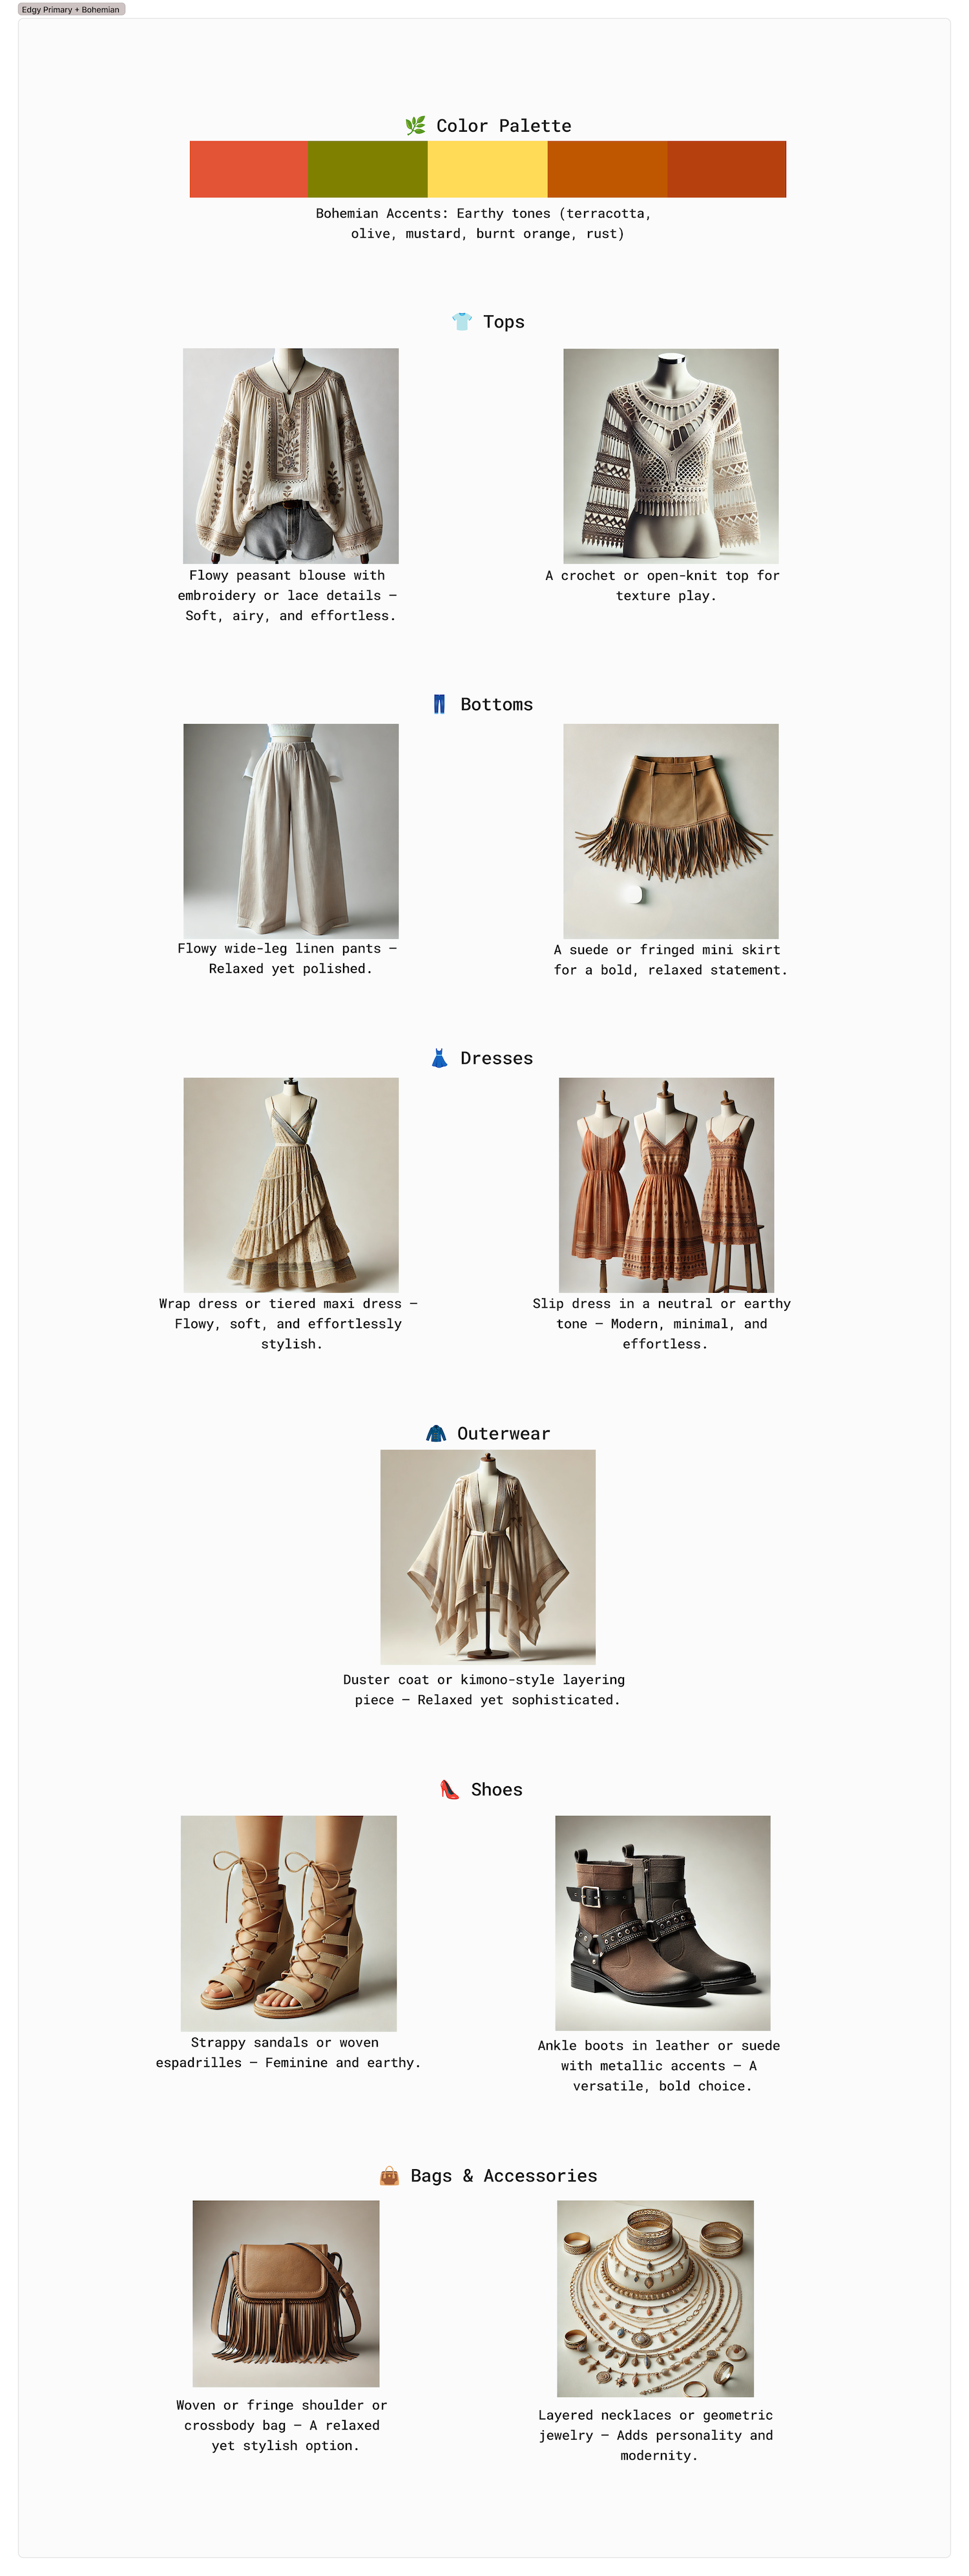 Edgy Primary + Bohemian
🌿 Color Palette
Bohemian Accents: Earthy tones (terracotta,
olive, mustard, burnt orange, rust)
👕 Tops
Flowy peasant blouse with
embroidery or lace details –
Soft, airy, and effortless.
A crochet or open-knit top for
texture play.
👖 Bottoms
Flowy wide-leg linen pants –
Relaxed yet polished.
A suede or fringed mini skirt
for a bold, relaxed statement.
👗 Dresses
Wrap dress or tiered maxi dress –
Flowy, soft, and effortlessly
stylish.
Slip dress in a neutral or earthy
tone – Modern, minimal, and
effortless.
🧥 Outerwear
Duster coat or kimono-style layering
piece – Relaxed yet sophisticated.
👠 Shoes
Strappy sandals or woven
espadrilles – Feminine and earthy.
Ankle boots in leather or suede
with metallic accents – A
versatile, bold choice.
👜 Bags & Accessories
Woven or fringe shoulder or
crossbody bag – A relaxed
yet stylish option.
Layered necklaces or geometric
jewelry – Adds personality and
modernity.